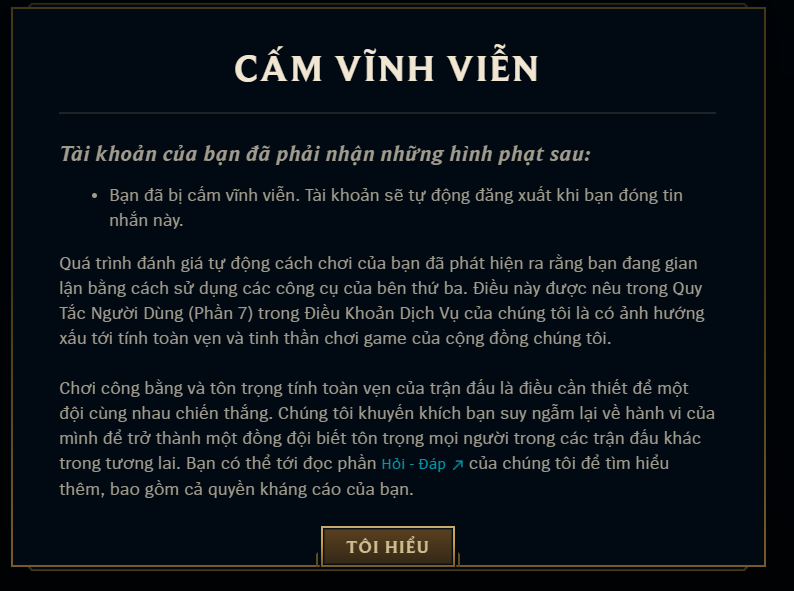 CẤM VĨNH VIỄN
Tài khoản của bạn đã phải nhận những hình phạt sau:
• Bạn đã bị cấm vĩnh viễn. Tài khoản sẽ tự động đăng xuất khi bạn đóng tin
nhắn này.
Quá trình đánh giá tự động cách chơi của bạn đã phát hiện ra rằng bạn đang gian
lận bằng cách sử dụng các công cụ của bên thứ ba. Điều này được nêu trong Quy
Tắc Người Dùng (Phần 7) trong Điều Khoản Dịch Vụ của chúng tôi là có ảnh hướng
xấu tới tính toàn vẹn và tinh thần chơi game của cộng đồng chúng tôi.
Chơi công bằng và tôn trọng tính toàn vẹn của trận đấu là điều cần thiết để một
đội cùng nhau chiến thắng. Chúng tôi khuyến khích bạn suy ngẫm lại về hành vi của
mình để trở thành một đồng đội biết tôn trọng mọi người trong các trận đấu khác
trong tương lai. Bạn có thể tới đọc phần Hỏi - Đáp ↗ của chúng tôi để tìm hiểu
thêm, bao gồm cả quyền kháng cáo của bạn.
TÔI HIỂU